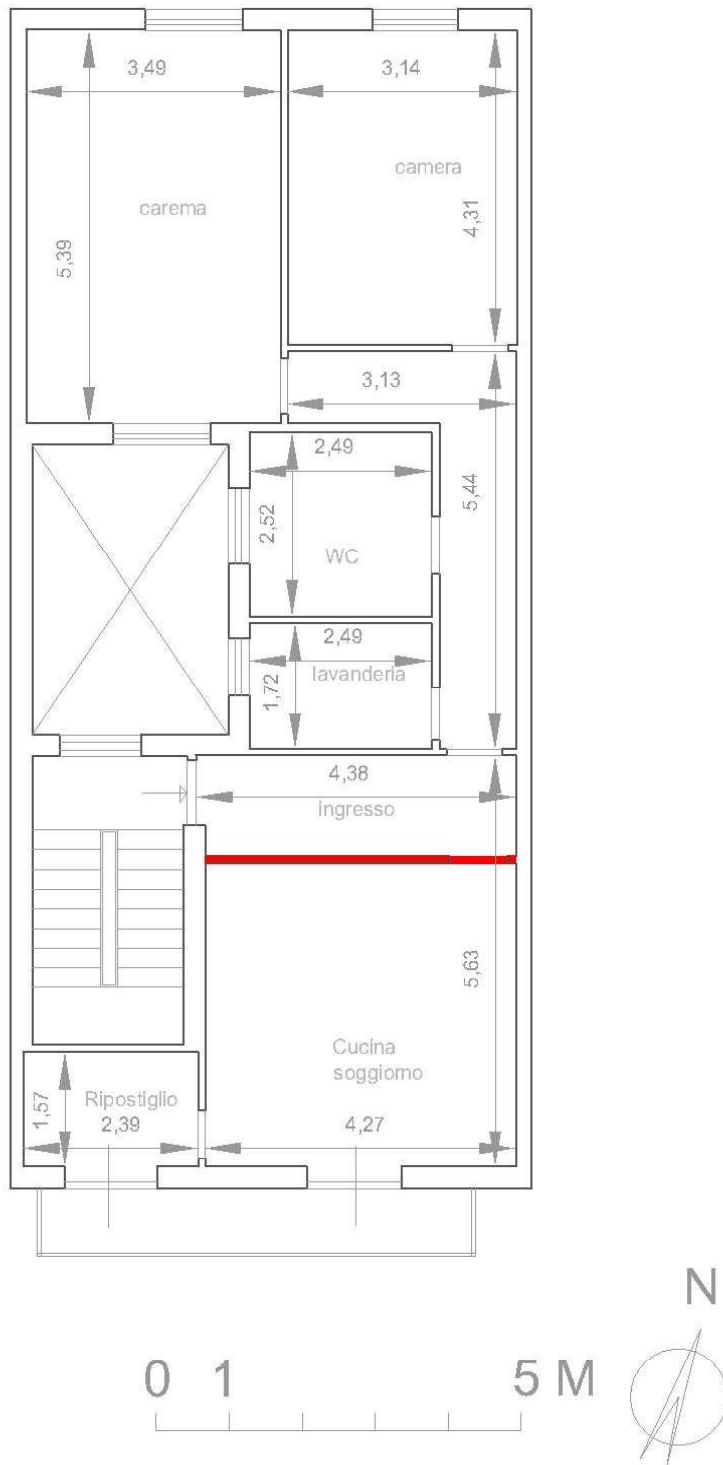 3,49
3,14
camera
carema
4,31
5,39
3,13
2,49
5,44
2,52
WC
2,49
lavanderia
1,72
4,38
ingresso
5,63
Cucina
soggiorno
Ripostiglio
1,57
2,39
4,27
N
0 1 5 M